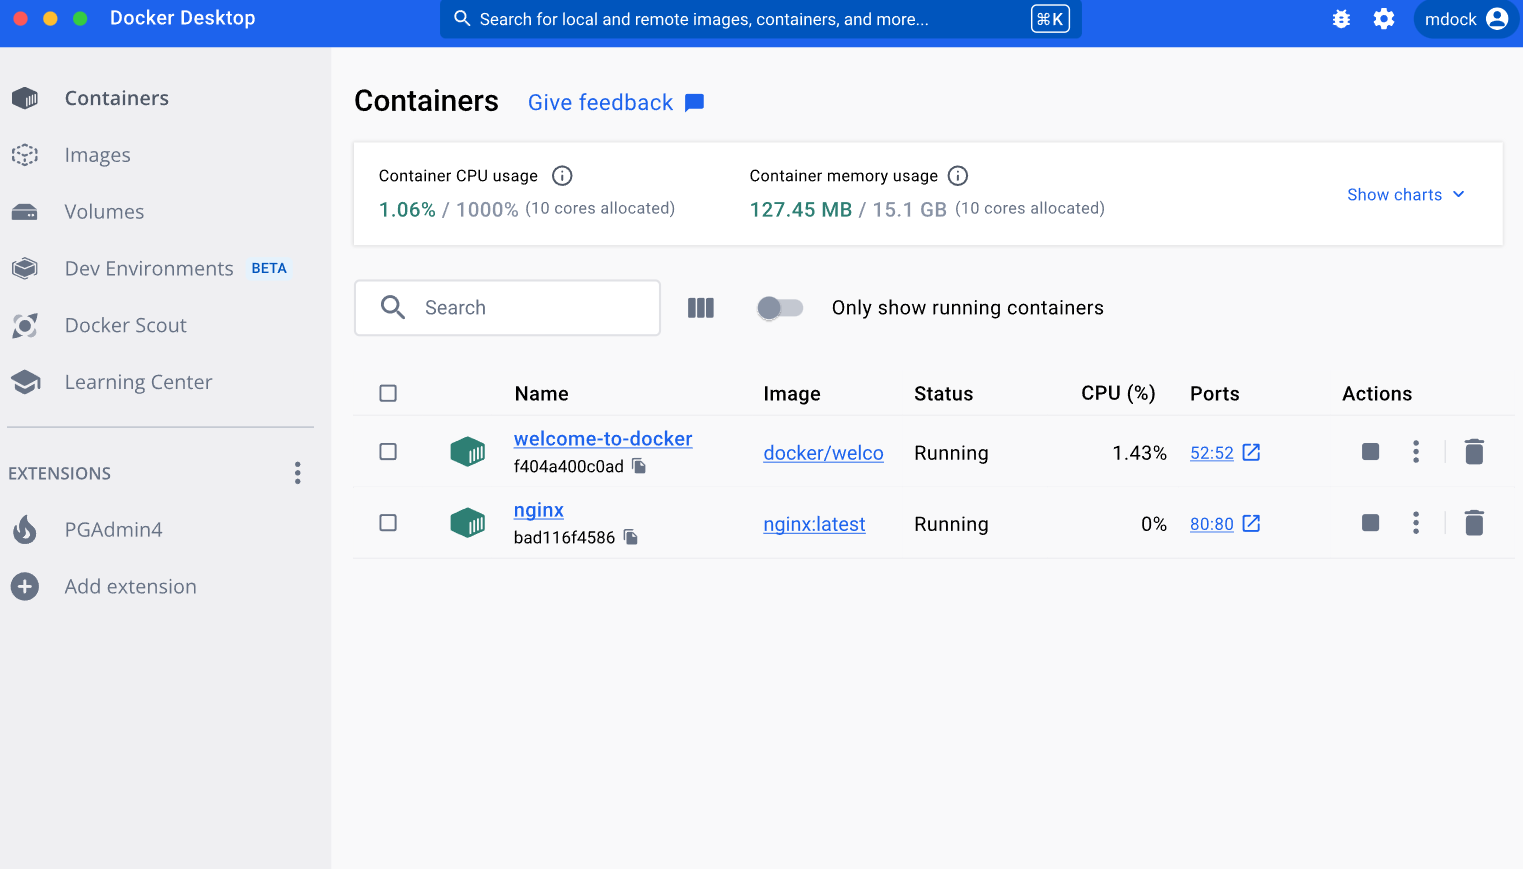 Docker Desktop
Search for local and remote images, containers, and more...
⌘K
mdock
Containers
Images
Volumes
Dev Environments BETA
Docker Scout
Learning Center
EXTENSIONS
PGAdmin4
Add extension
Containers Give feedback
Container CPU usage
1.06% / 1000% (10 cores allocated)
Container memory usage
127.45 MB / 15.1 GB (10 cores allocated)
Show charts
Search
Only show running containers
Name Image Status CPU (%) Ports Actions
welcome-to-docker
f404a400c0ad
docker/welco Running 1.43% 52:52
nginx
bad116f4586
nginx:latest Running 0% 80:80